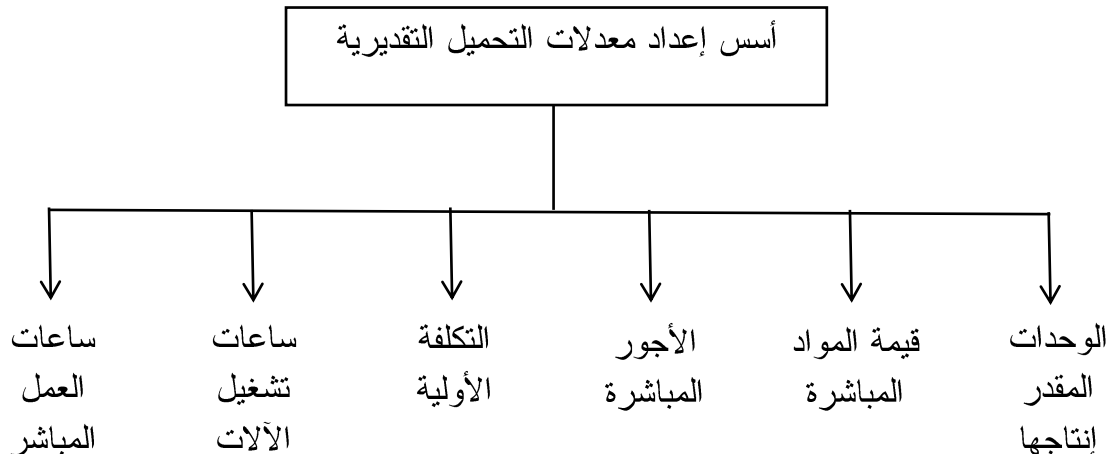 أسس إعداد معدلات التحميل التقديرية
الوحدات
المقدر
إنتاجها
قيمة المواد
المباشرة
الأجور
المباشرة
التكلفة
الأولية
ساعات
تشغيل
الآلات
ساعات
العمل
المباشر